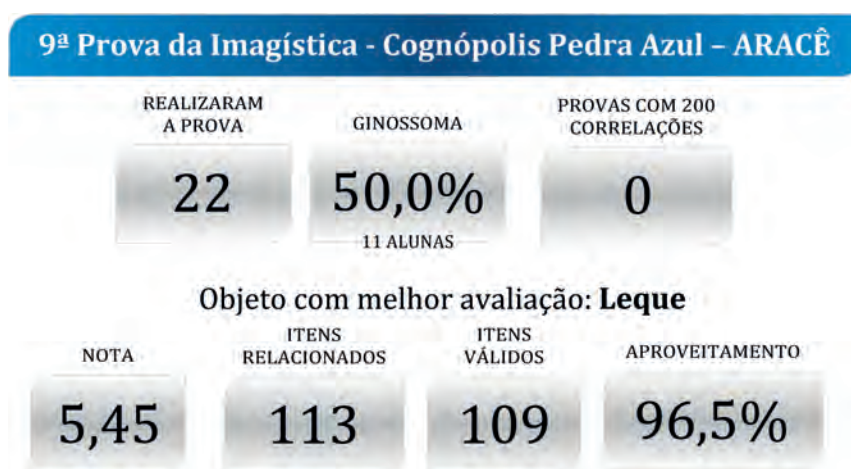 9ª Prova da Imagística - Cognópolis Pedra Azul – ARACÊ
REALIZARAM
A PROVA
GINOSSOMA
PROVAS COM 200
CORRELAÇÕES
22
50,0%
0
11 ALUNAS
Objeto com melhor avaliação: Leque
NOTA
ITENS
RELACIONADOS
ITENS
VÁLIDOS
APROVEITAMENTO
5,45
113
109
96,5%